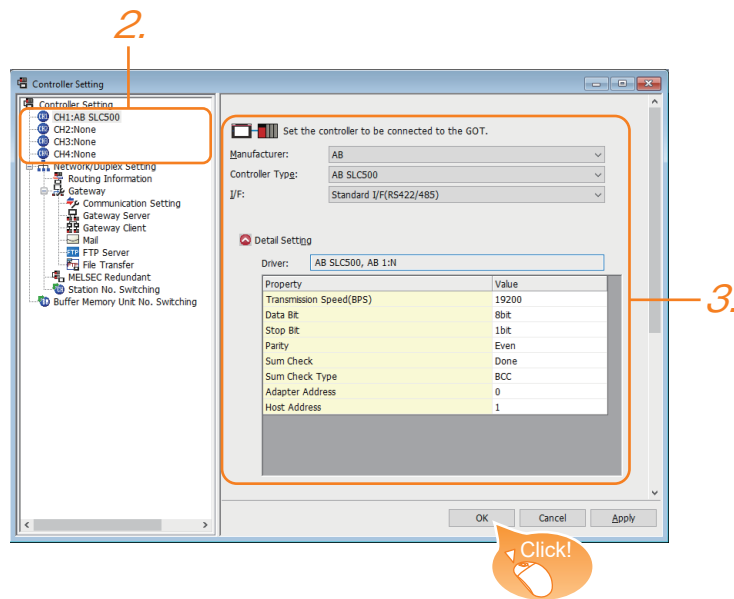 2.
Controller Setting
Controller Setting
CH1:AB SLC500
CH2:None
CH3:None
CH4:None
Network/Duplex Setting
Routing Information
Gateway
Communication Setting
Gateway Server
Gateway Client
Mail
FTP Server
File Transfer
MELSEC Redundant
Station No. Switching
Buffer Memory Unit No. Switching
Set the controller to be connected to the GOT.
Manufacturer: AB
Controller Type: AB SLC500
I/F: Standard I/F(RS422/485)
Detail Setting
Driver: AB SLC500, AB 1:N
Property Value
Transmission Speed(BPS) 19200
Data Bit 8bit
Stop Bit 1bit
Parity Even
Sum Check Done
Sum Check Type BCC
Adapter Address 0
Host Address 1
3.
OK Cancel Apply
Click!